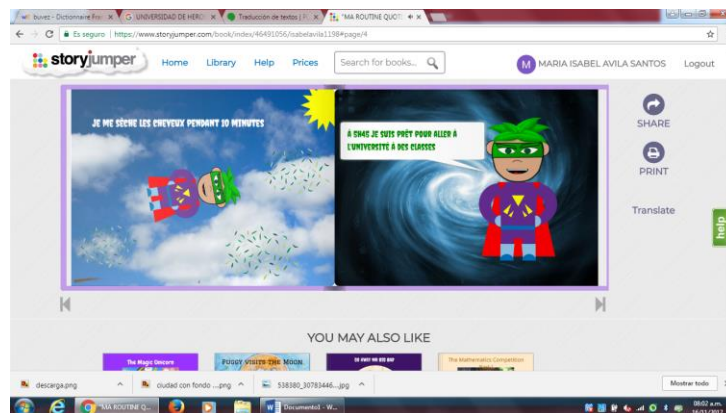 buvez - Dictionnaire Fran
G UNIVERSIDAD DE HERO
Traducción de textos | R
"MA ROUTINE QUOTI
Es seguro | https://www.storyjumper.com/book/index/46491056/isabelavila1198#page/4
storyjumper
Home Library Help Prices Search for books... M MARIA ISABEL AVILA SANTOS Logout
JE ME SÈCHE LES CHEVEUX PENDANT 10 MINUTES
À 5H45 JE SUIS PRÊT POUR ALLER À
L'UNIVERSITÉ À DES CLASSES
SHARE
PRINT
Translate
help
YOU MAY ALSO LIKE
The Magic Unicorn
PUGGY VISITS THE MOON
The Mathematics Competition
descarga.png
ciudad con fondo ...png
538380_30783446...jpg
Mostrar todo
"MA ROUTINE Q...
Documento1 - W...
08:02 a.m.